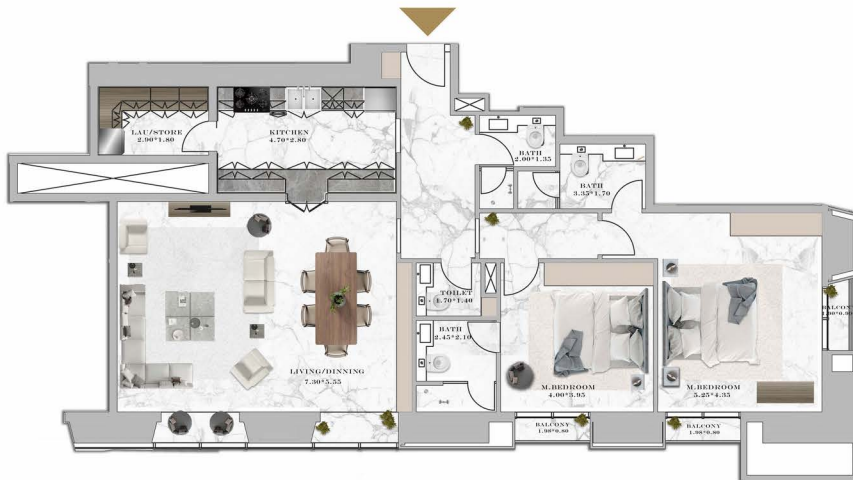 LAU/STORE
2.90*1.80
KITCHEN
4.70*2.80
BATH
2.00*1.35
BATH
3.35*1.70
TOILET
1.70*1.40
BATH
2.45*2.10
LIVING/DINNING
7.30*5.55
M.BEDROOM
4.00*3.95
M.BEDROOM
5.25*4.35
BALCONY
BALCONY
1.98*0.80
BALCONY
1.98*0.80